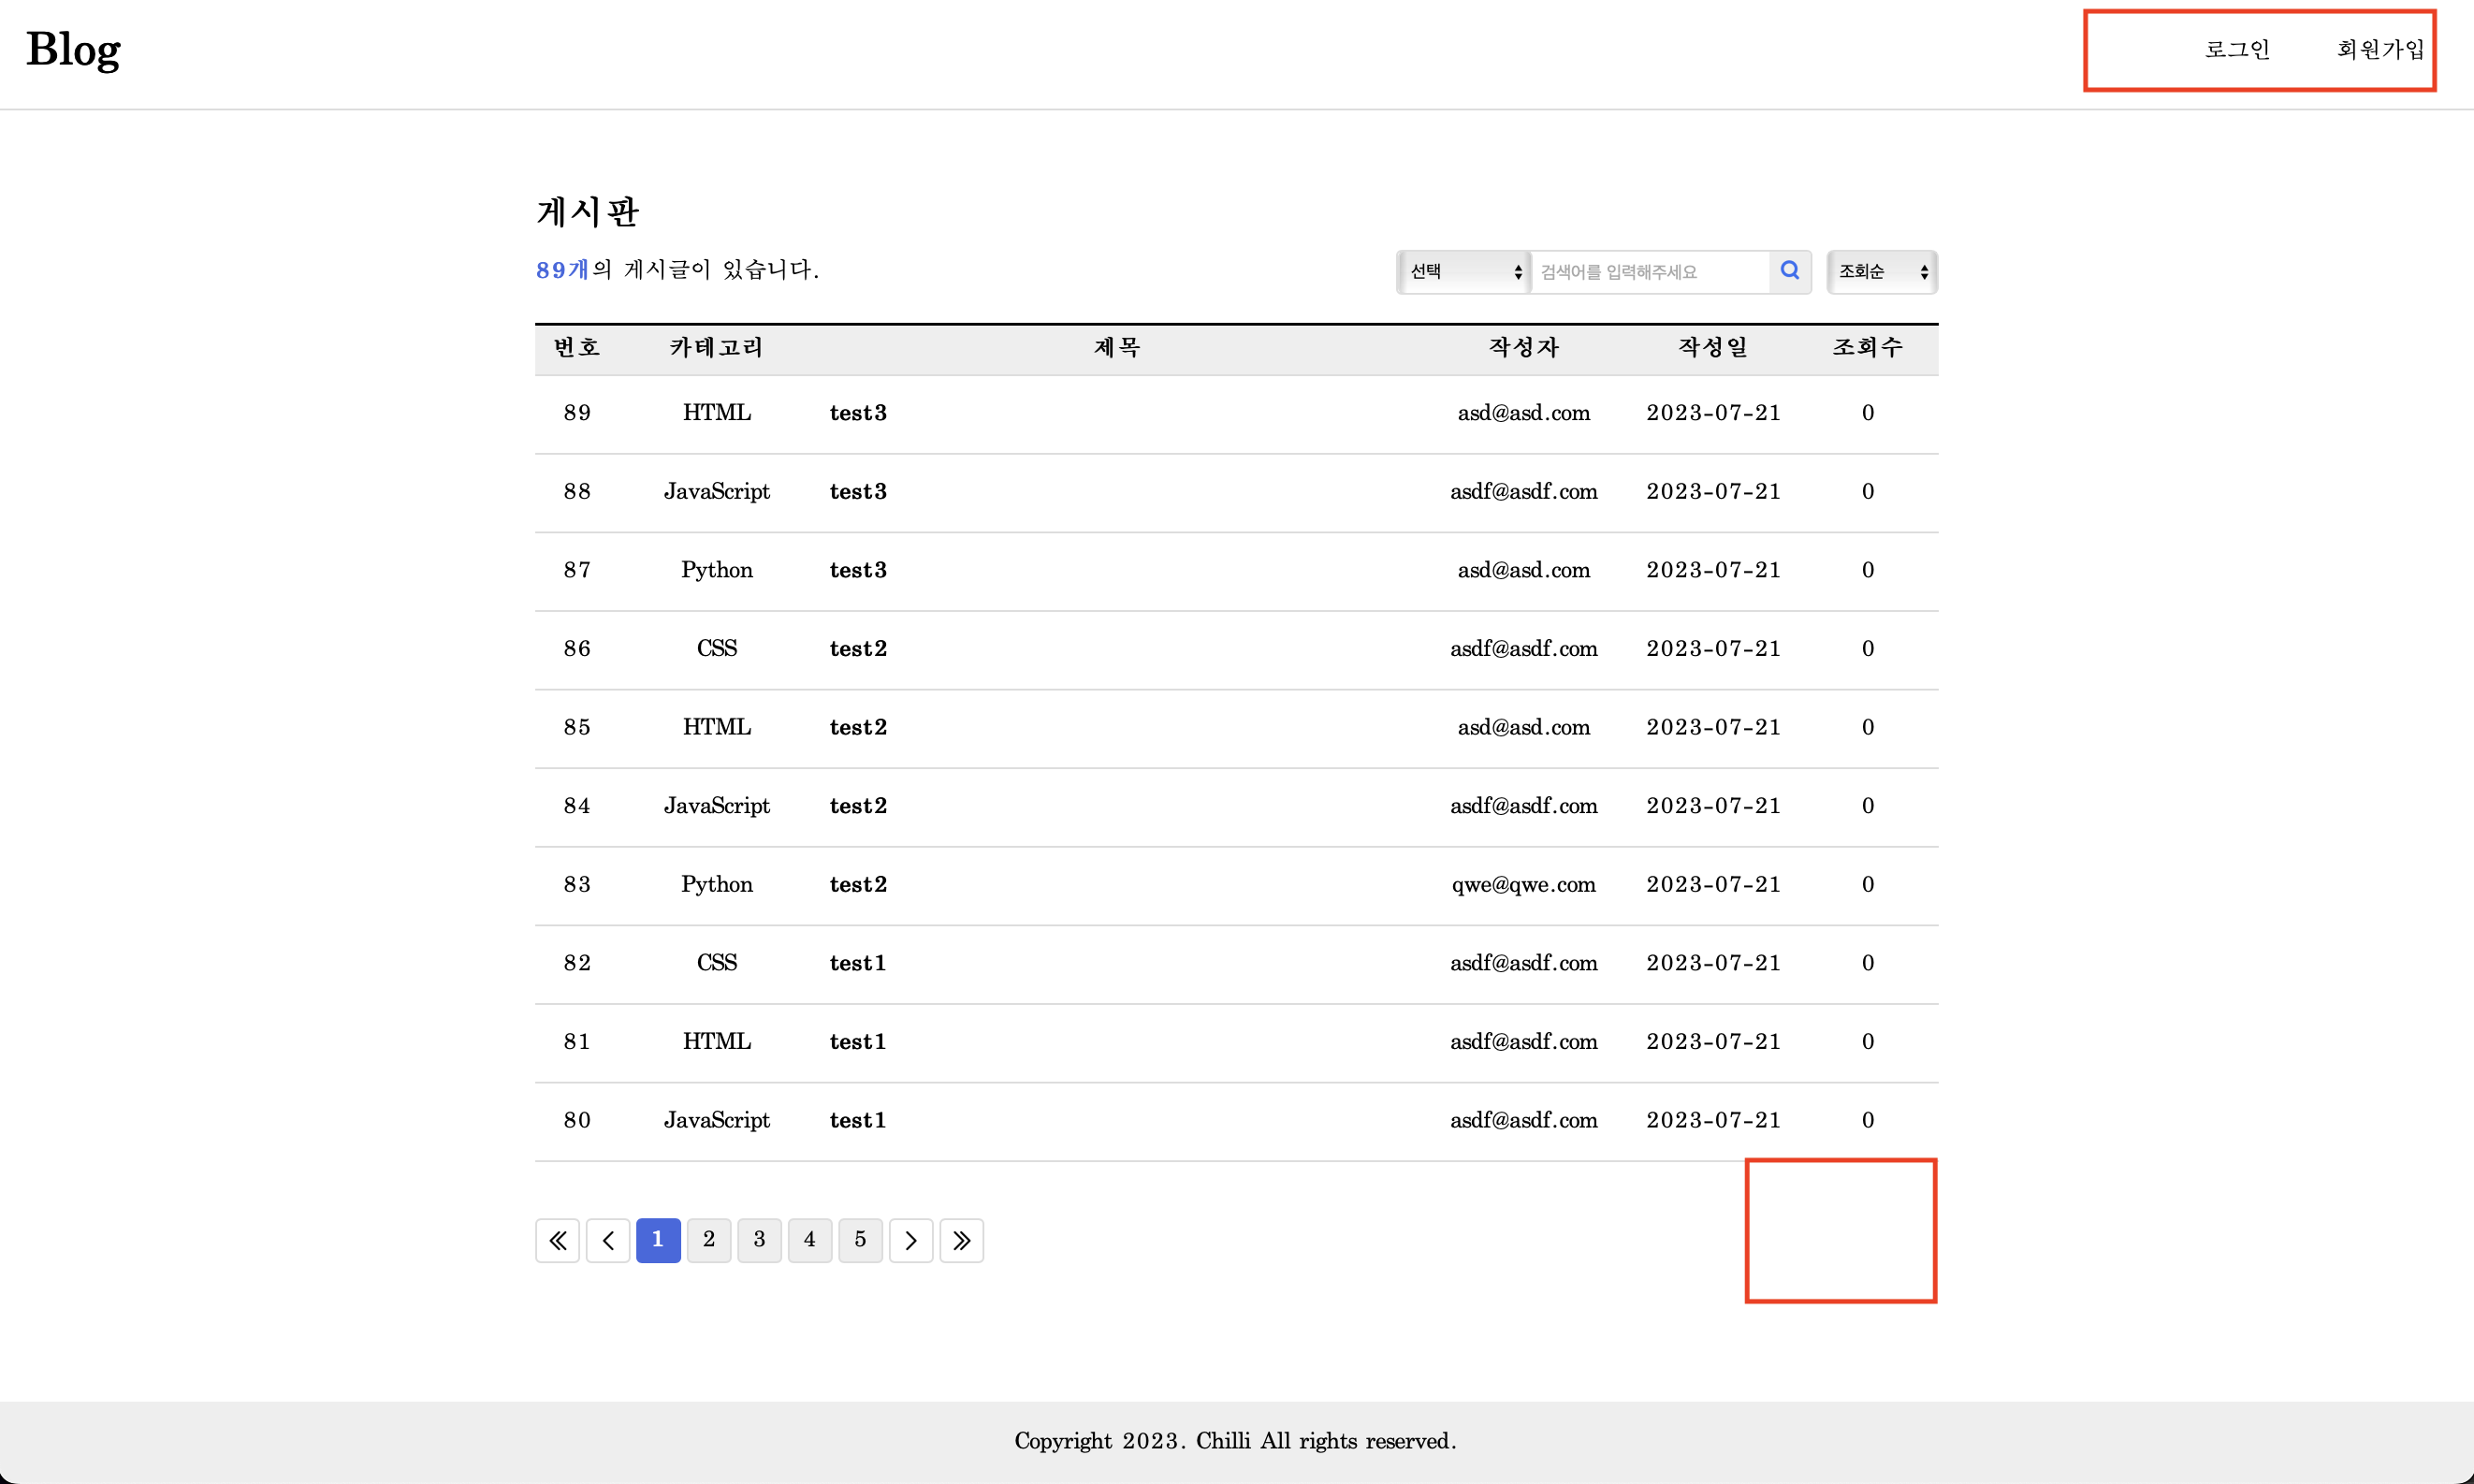 Blog 로그인 회원가입
게시판
89개의 게시글이 있습니다. 선택 검색어를 입력해주세요 조회순
번호 카테고리 제목 작성자 작성일 조회수
89 HTML test3 asd@asd.com 2023-07-21 0
88 JavaScript test3 asdf@asdf.com 2023-07-21 0
87 Python test3 asd@asd.com 2023-07-21 0
86 CSS test2 asdf@asdf.com 2023-07-21 0
85 HTML test2 asd@asd.com 2023-07-21 0
84 JavaScript test2 asdf@asdf.com 2023-07-21 0
83 Python test2 qwe@qwe.com 2023-07-21 0
82 CSS test1 asdf@asdf.com 2023-07-21 0
81 HTML test1 asdf@asdf.com 2023-07-21 0
80 JavaScript test1 asdf@asdf.com 2023-07-21 0
1 2 3 4 5
Copyright 2023. Chilli All rights reserved.